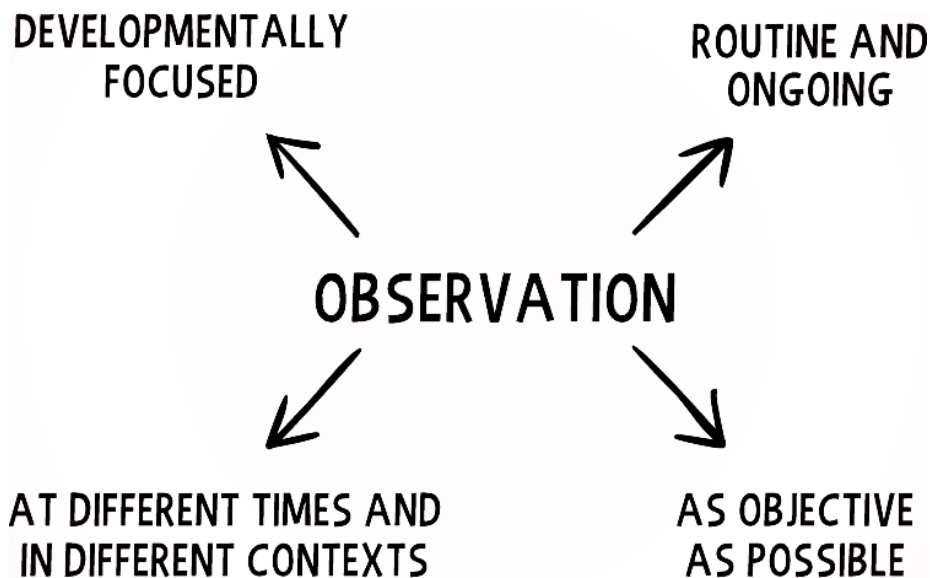 DEVELOPMENTALLY
FOCUSED
ROUTINE AND
ONGOING
OBSERVATION
AT DIFFERENT TIMES AND
IN DIFFERENT CONTEXTS
AS OBJECTIVE
AS POSSIBLE